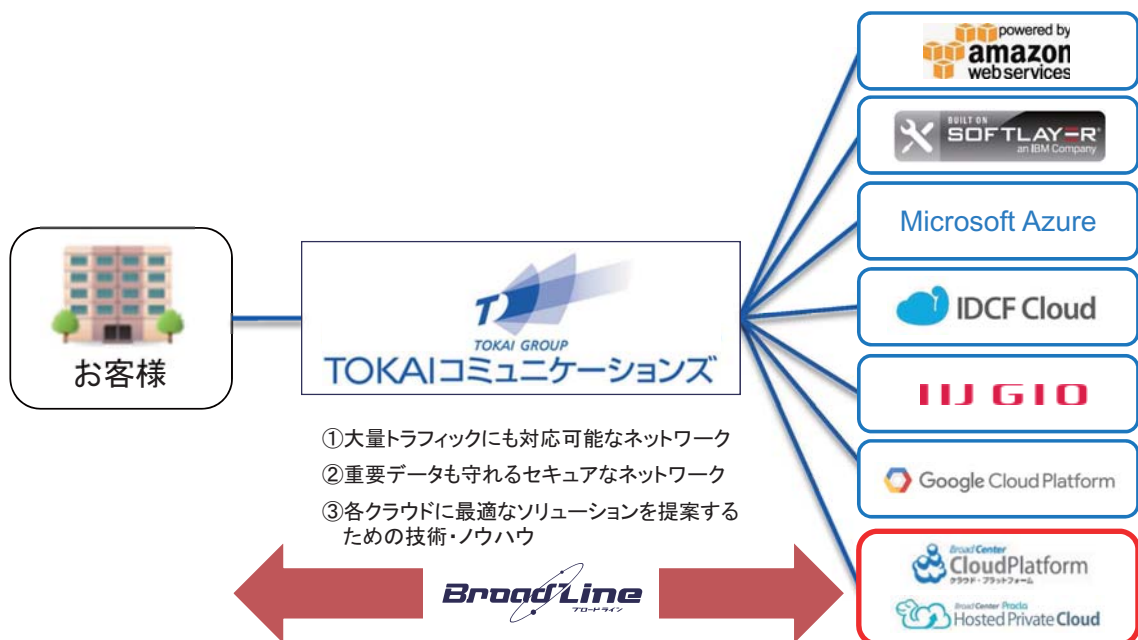 お客様
TOKAI GROUP
TOKAIコミュニケーションズ
①大量トラフィックにも対応可能なネットワーク
②重要データも守れるセキュアなネットワーク
③各クラウドに最適なソリューションを提案する
ための技術・ノウハウ
BroadLine
ブロードライン
powered by
amazon
web services
BUILT ON
SOFTLAYER®
an IBM Company
Microsoft Azure
IDCF Cloud
IIJ GIO
Google Cloud Platform
Broad Center
CloudPlatform
クラウド・プラットフォーム
Broad Center Procla
Hosted Private Cloud